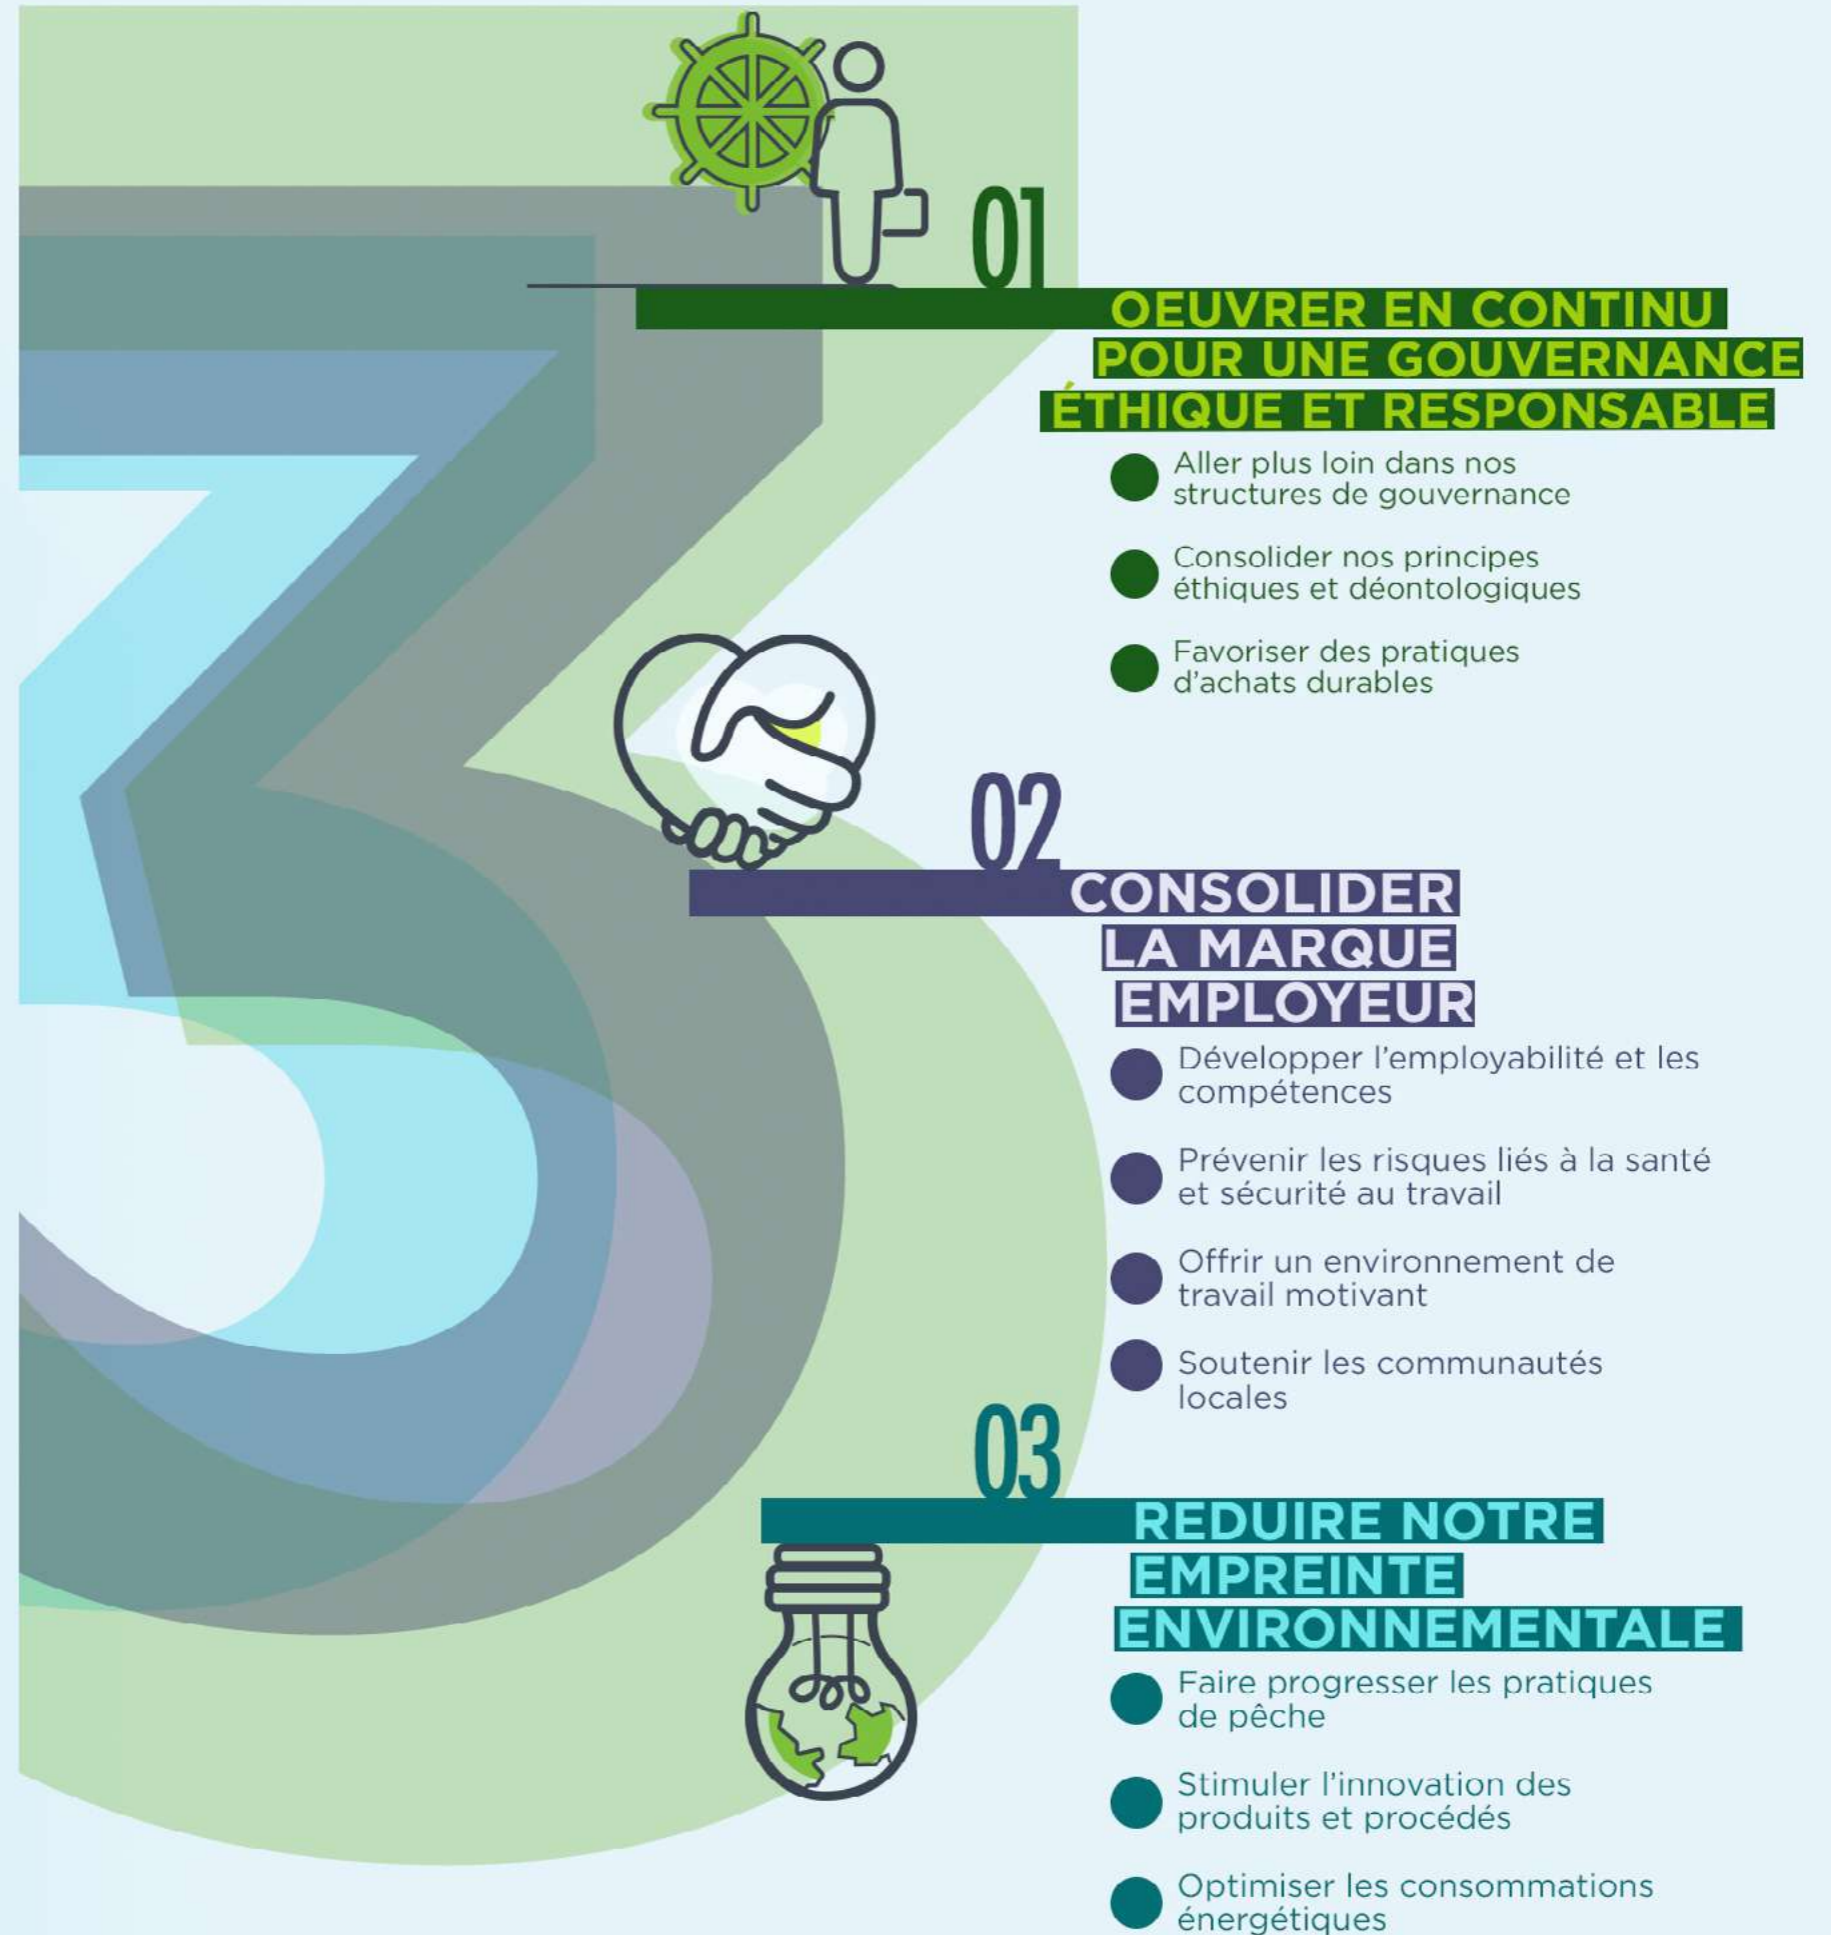 01
OEUVRER EN CONTINU
POUR UNE GOUVERNANCE
ÉTHIQUE ET RESPONSABLE
Aller plus loin dans nos
structures de gouvernance
Consolider nos principes
éthiques et déontologiques
Favoriser des pratiques
d'achats durables
02
CONSOLIDER
LA MARQUE
EMPLOYEUR
Développer l'employabilité et les
compétences
Prévenir les risques liés à la santé
et sécurité au travail
Offrir un environnement de
travail motivant
Soutenir les communautés
locales
03
REDUIRE NOTRE
EMPREINTE
ENVIRONNEMENTALE
Faire progresser les pratiques
de pêche
Stimuler l'innovation des
produits et procédés
Optimiser les consommations
énergétiques